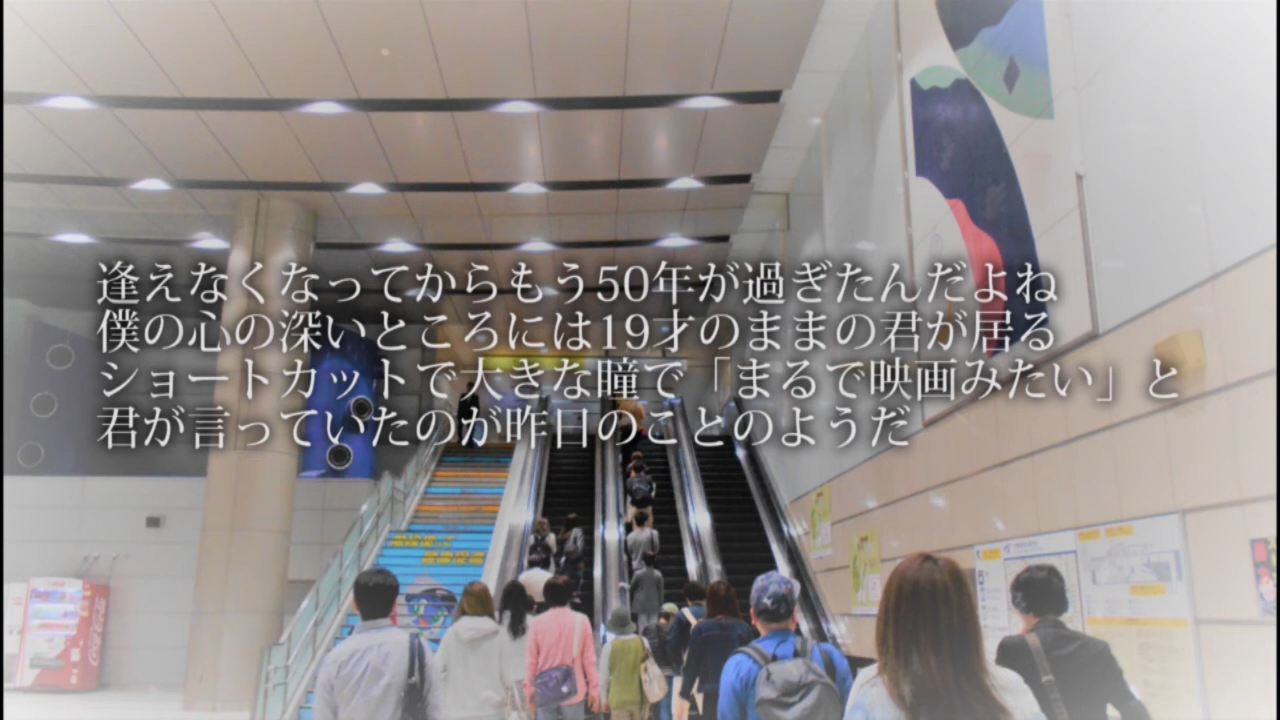 逢えなくなってからもう50年が過ぎたんだよね
僕の心の深いところには19才のままの君が居る
ショートカットで大きな瞳で「まるで映画みたい」と
君が言っていたのが昨日のことのようだ